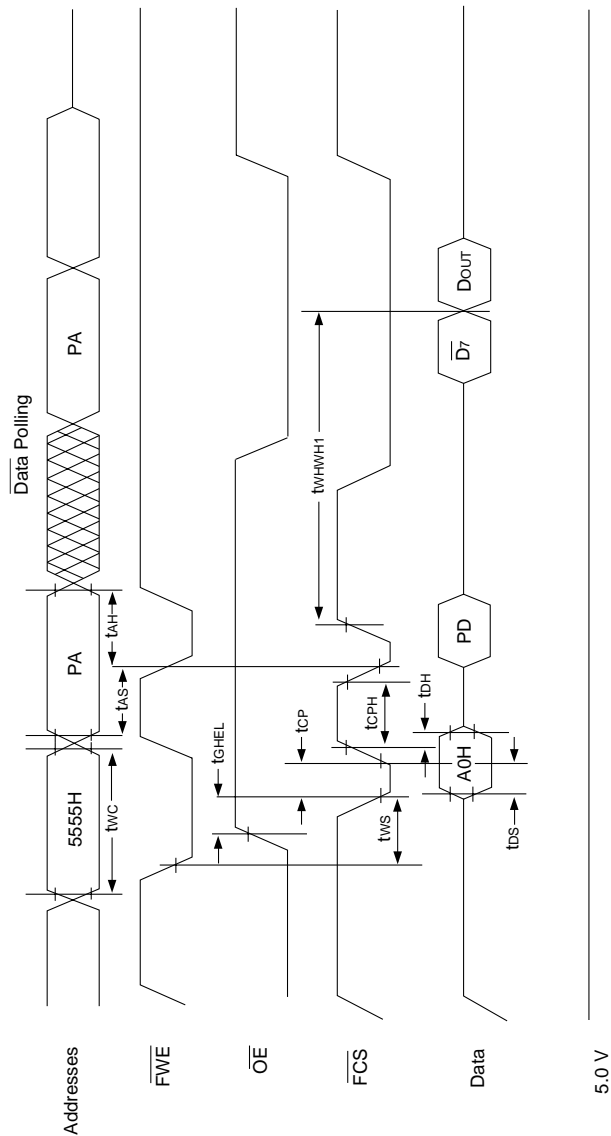 Data Polling
Addresses
5555H
PA
PA
tWC
tAS
tAH
FWE
OE
tGHEL
FCS
tWS
tCP
tCPH
tWHWH1
tDH
Data
A0H
PD
D7
DOUT
tDS
5.0 V